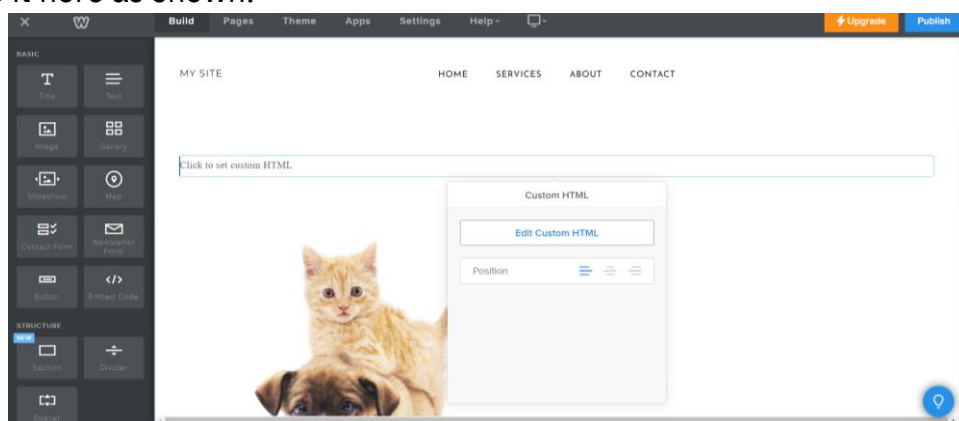 it here as shown.
Build Pages Theme Apps Settings Help Upgrade Publish
BASIC
MY SITE HOME SERVICES ABOUT CONTACT
Title Text
Image Gallery
Click to set custom HTML
Slideshow Map
Custom HTML
Contact Form Newsletter Form
Edit Custom HTML
Position
Button Embed Code
STRUCTURE
NEW
Section Divider
Spacer